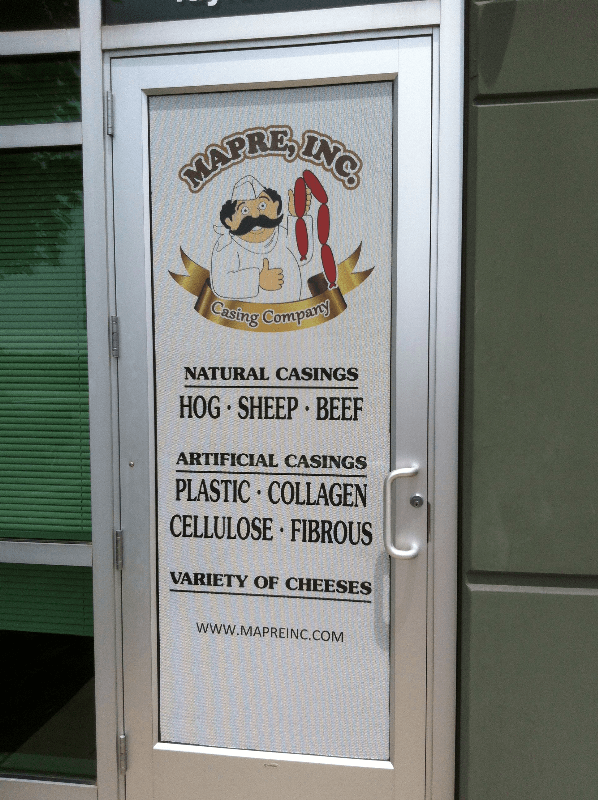 MAPRE, INC.
Casing Company
NATURAL CASINGS
HOG · SHEEP · BEEF
ARTIFICIAL CASINGS
PLASTIC · COLLAGEN
CELLULOSE · FIBROUS
VARIETY OF CHEESES
WWW.MAPREINC.COM